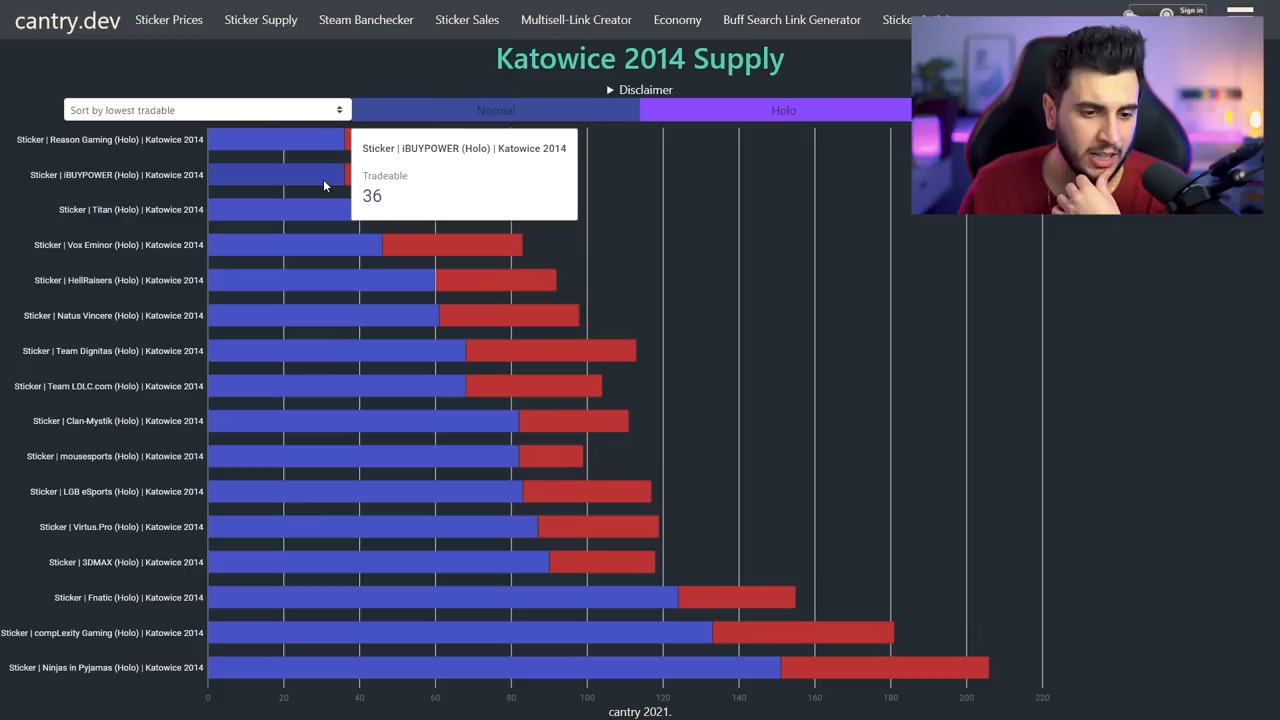 cantry.dev
Sticker Prices
Sticker Supply
Steam Banchecker
Sticker Sales
Multisell-Link Creator
Economy
Buff Search Link Generator
Sign in
Katowice 2014 Supply
▶ Disclaimer
Sort by lowest tradable
Normal
Holo
Sticker | Reason Gaming (Holo) | Katowice 2014
Sticker | iBUYPOWER (Holo) | Katowice 2014
Tradeable
36
Sticker | iBUYPOWER (Holo) | Katowice 2014
Sticker | Titan (Holo) | Katowice 2014
Sticker | Vox Eminor (Holo) | Katowice 2014
Sticker | HellRaisers (Holo) | Katowice 2014
Sticker | Natus Vincere (Holo) | Katowice 2014
Sticker | Team Dignitas (Holo) | Katowice 2014
Sticker | Team LDLC.com (Holo) | Katowice 2014
Sticker | Clan-Mystik (Holo) | Katowice 2014
Sticker | mousesports (Holo) | Katowice 2014
Sticker | LGB eSports (Holo) | Katowice 2014
Sticker | Virtus.Pro (Holo) | Katowice 2014
Sticker | 3DMAX (Holo) | Katowice 2014
Sticker | Fnatic (Holo) | Katowice 2014
Sticker | compLexity Gaming (Holo) | Katowice 2014
Sticker | Ninjas in Pyjamas (Holo) | Katowice 2014
0 20 40 60 80 100 120 140 160 180 200 220
cantry 2021.